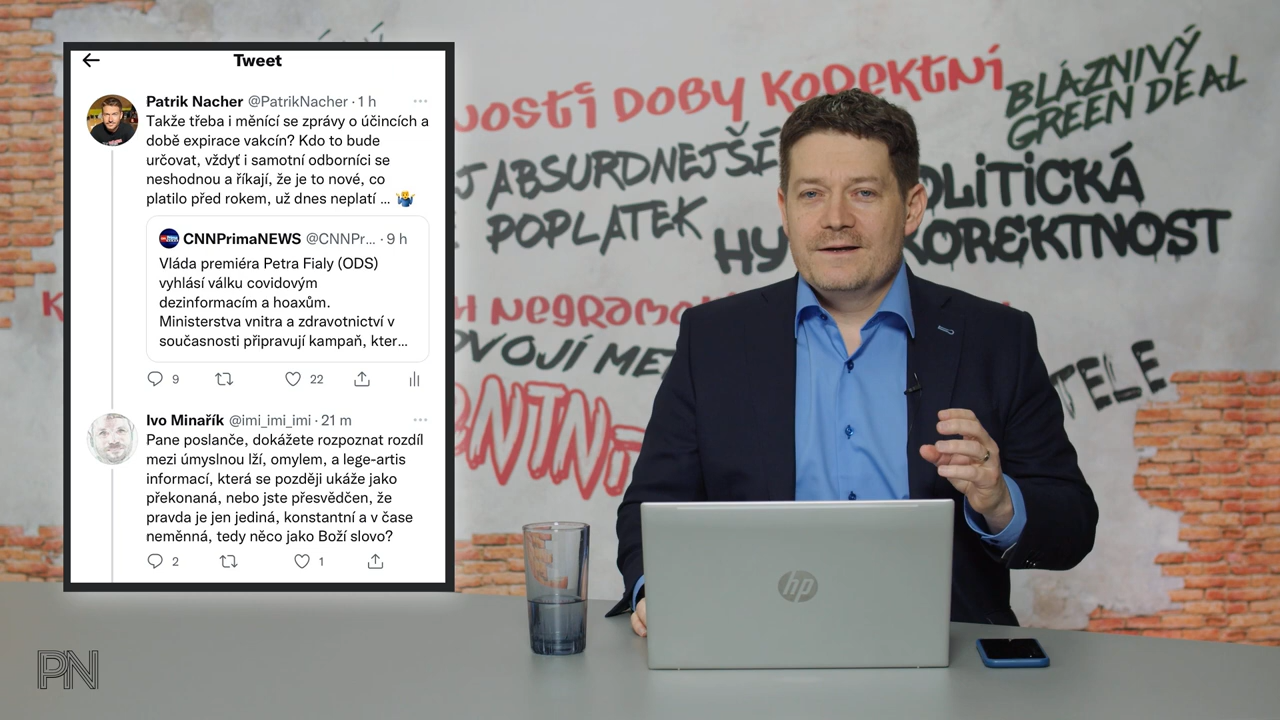 Tweet
Patrik Nacher @PatrikNacher · 1 h
Takže třeba i měnící se zprávy o účincích a
době expirace vakcín? Kdo to bude
určovat, vždyť i samotní odborníci se
neshodnou a říkají, že je to nové, co
platilo před rokem, už dnes neplatí ... 🤷‍♂️
CNNPrimaNEWS @CNNPr... · 9 h
Vláda premiéra Petra Fialy (ODS)
vyhlásí válku covidovým
dezinformacím a hoaxům.
Ministerstva vnitra a zdravotnictví v
současnosti připravují kampaň, kter...
9 22
Ivo Minařík @imi_imi_imi · 21 m
Pane poslanče, dokážete rozpoznat rozdíl
mezi úmyslnou lží, omylem, a lege-artis
informací, která se později ukáže jako
překonaná, nebo jste přesvědčen, že
pravda je jen jediná, konstantní a v čase
neměnná, tedy něco jako Boží slovo?
2 1
DOBY KOREKTNÍ
BLÁZNIVÝ
GREEN DEAL
ABSURDNEJŠÍ
POPLATEK
POLITICKÁ
KOREKTNOST
hp
PN